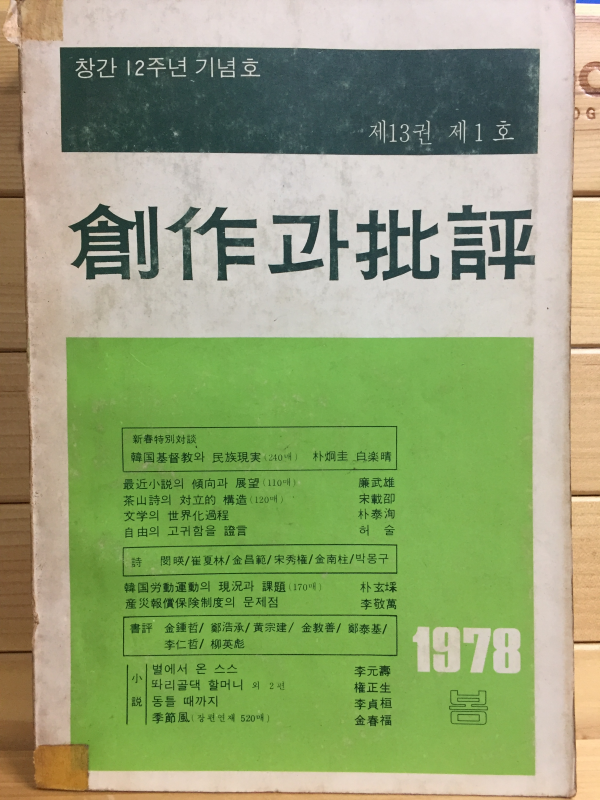 창간 12주년 기념호
제13권 제1호
創作과批評
新春特別対談
韓国基督教와 民族現実(240매) 朴炯圭 白楽晴
最近小説의 傾向과 展望(110매) 廉武雄
茶山詩의 対立的 構造(120매) 宋載卲
文学의 世界化過程 朴泰洵
自由의 고귀함을 證言 허 술
詩 閔暎/崔夏林/金昌範/宋秀権/金南柱/박몽구
韓国労動運動의 現況과 課題(170매) 朴玄埰
産災報償保険制度의 문제점 李敬萬
書評 金鍾哲/鄭浩承/黃宗建/金教善/鄭泰基/
李仁哲/柳英彪
小説
별에서 온 스스 李元壽
똬리골댁 할머니 외 2편 権正生
동틀 때까지 李貞桓
季節風(장편연재 520매) 金春福
1978
봄